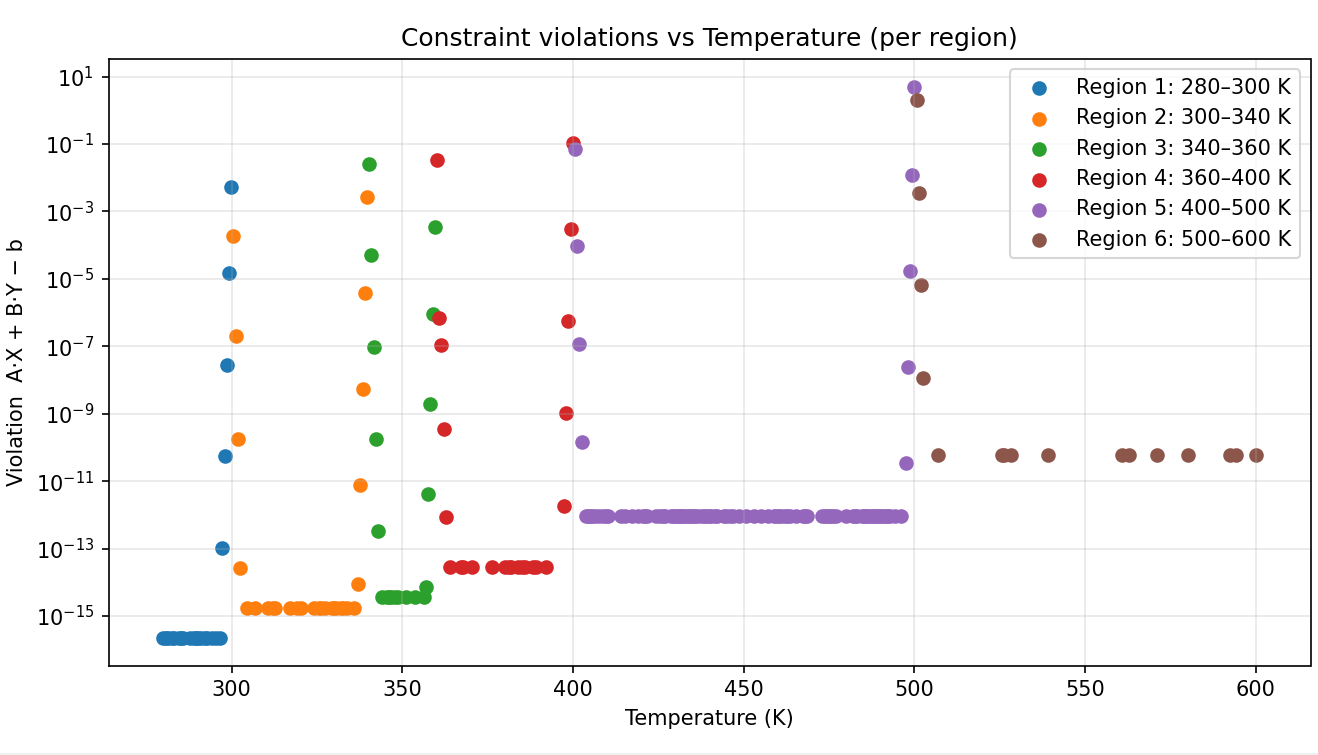 Constraint violations vs Temperature (per region)
Violation A·X + B·Y − b
10¹
10⁻¹
10⁻³
10⁻⁵
10⁻⁷
10⁻⁹
10⁻¹¹
10⁻¹³
10⁻¹⁵
Region 1: 280–300 K
Region 2: 300–340 K
Region 3: 340–360 K
Region 4: 360–400 K
Region 5: 400–500 K
Region 6: 500–600 K
300 350 400 450 500 550 600
Temperature (K)